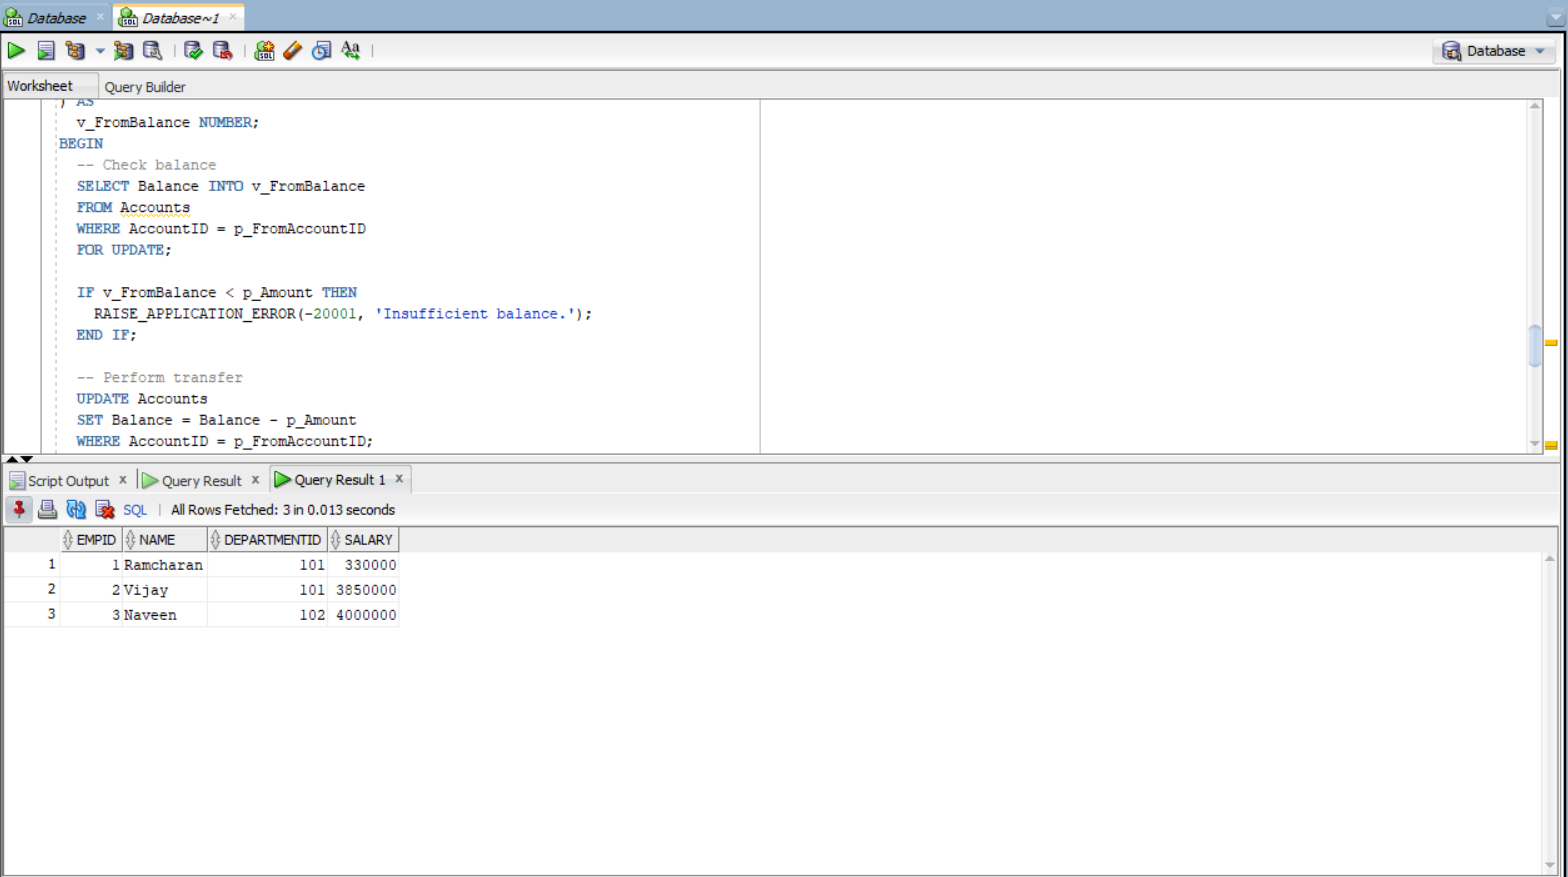 Database
Database~1
Database
Worksheet
Query Builder
) AS
v_FromBalance NUMBER;
BEGIN
-- Check balance
SELECT Balance INTO v_FromBalance
FROM Accounts
WHERE AccountID = p_FromAccountID
FOR UPDATE;
IF v_FromBalance < p_Amount THEN
RAISE_APPLICATION_ERROR(-20001, 'Insufficient balance.');
END IF;
-- Perform transfer
UPDATE Accounts
SET Balance = Balance - p_Amount
WHERE AccountID = p_FromAccountID;
Script Output x Query Result x Query Result 1 x
SQL | All Rows Fetched: 3 in 0.013 seconds
EMPID NAME DEPARTMENTID SALARY
1 1 Ramcharan 101 330000
2 2 Vijay 101 3850000
3 3 Naveen 102 4000000